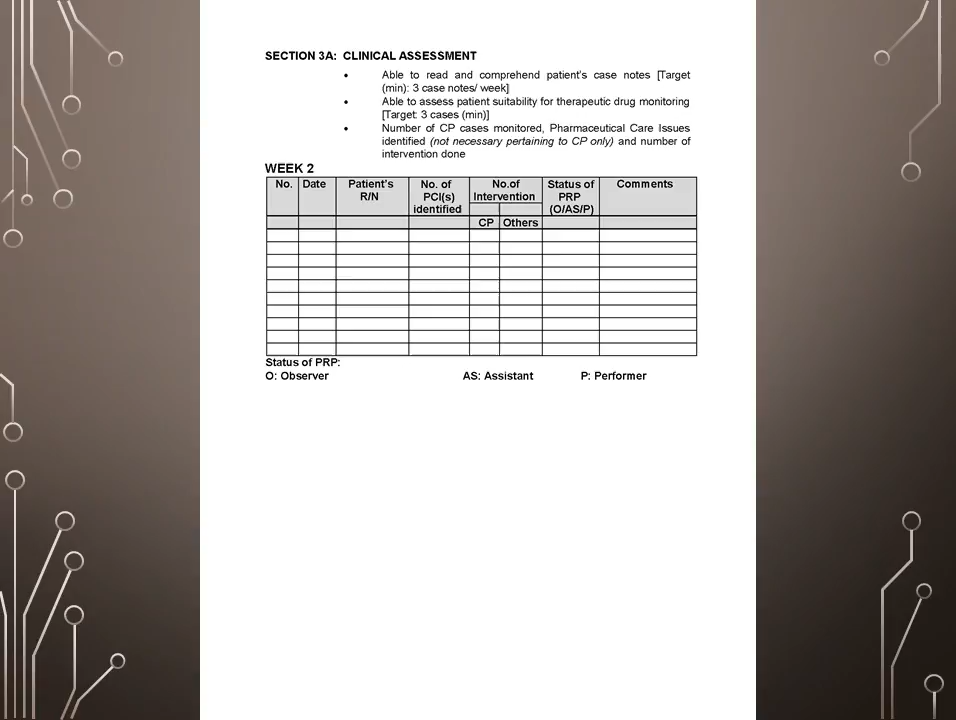 SECTION 3A: CLINICAL ASSESSMENT
• Able to read and comprehend patient's case notes [Target
(min): 3 case notes/ week]
• Able to assess patient suitability for therapeutic drug monitoring
[Target: 3 cases (min)]
• Number of CP cases monitored, Pharmaceutical Care Issues
identified (not necessary pertaining to CP only) and number of
intervention done
WEEK 2
No. Date Patient's No. of No.of Status of Comments
R/N PCI(s) Intervention PRP
identified (O/AS/P)
CP Others
Status of PRP:
O: Observer AS: Assistant P: Performer